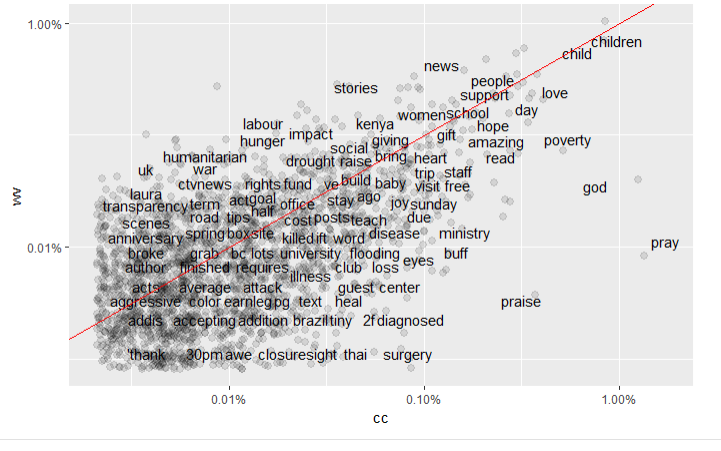 1.00%
children
child
news
people
stories
support
love
women school
day
labour
kenya
hope
impact
gift
hunger
giving
amazing
poverty
social
humanitarian
drought raise bring heart
read
uk
war
trip staff
ctvnews
rights fund
ve build baby
visit free
god
laura
actgoal
stay ago
transparency term
office
joy sunday
half
road
tips
cost posts teach
due
scenes
spring box site
disease
ministry
anniversary
killed ift word
pray
0.01%
broke
grab
bc lots university flooding
buff
eyes
author
finished requires
club
loss
illness
acts
average
attack
guest center
aggressive color earn leg pg text heal
praise
addis
accepting addition brazil tiny
2f diagnosed
'thank
30pm awe closure sight thai
surgery
vv
0.01%
0.10%
1.00%
cc